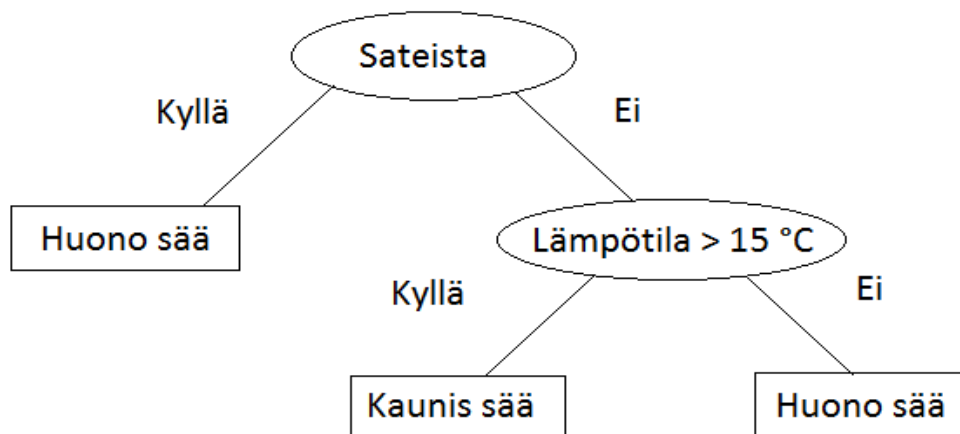 Sateista
Kyllä
Ei
Huono sää
Lämpötila > 15 °C
Kyllä
Ei
Kaunis sää
Huono sää